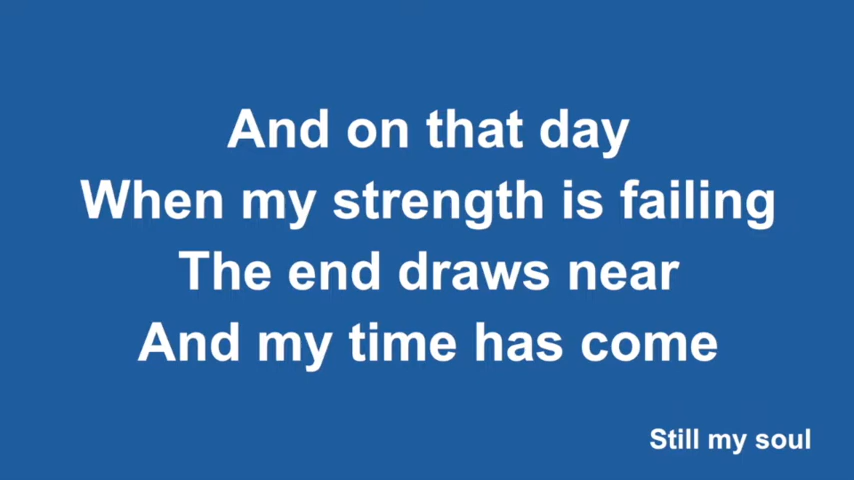 And on that day
When my strength is failing
The end draws near
And my time has come
Still my soul